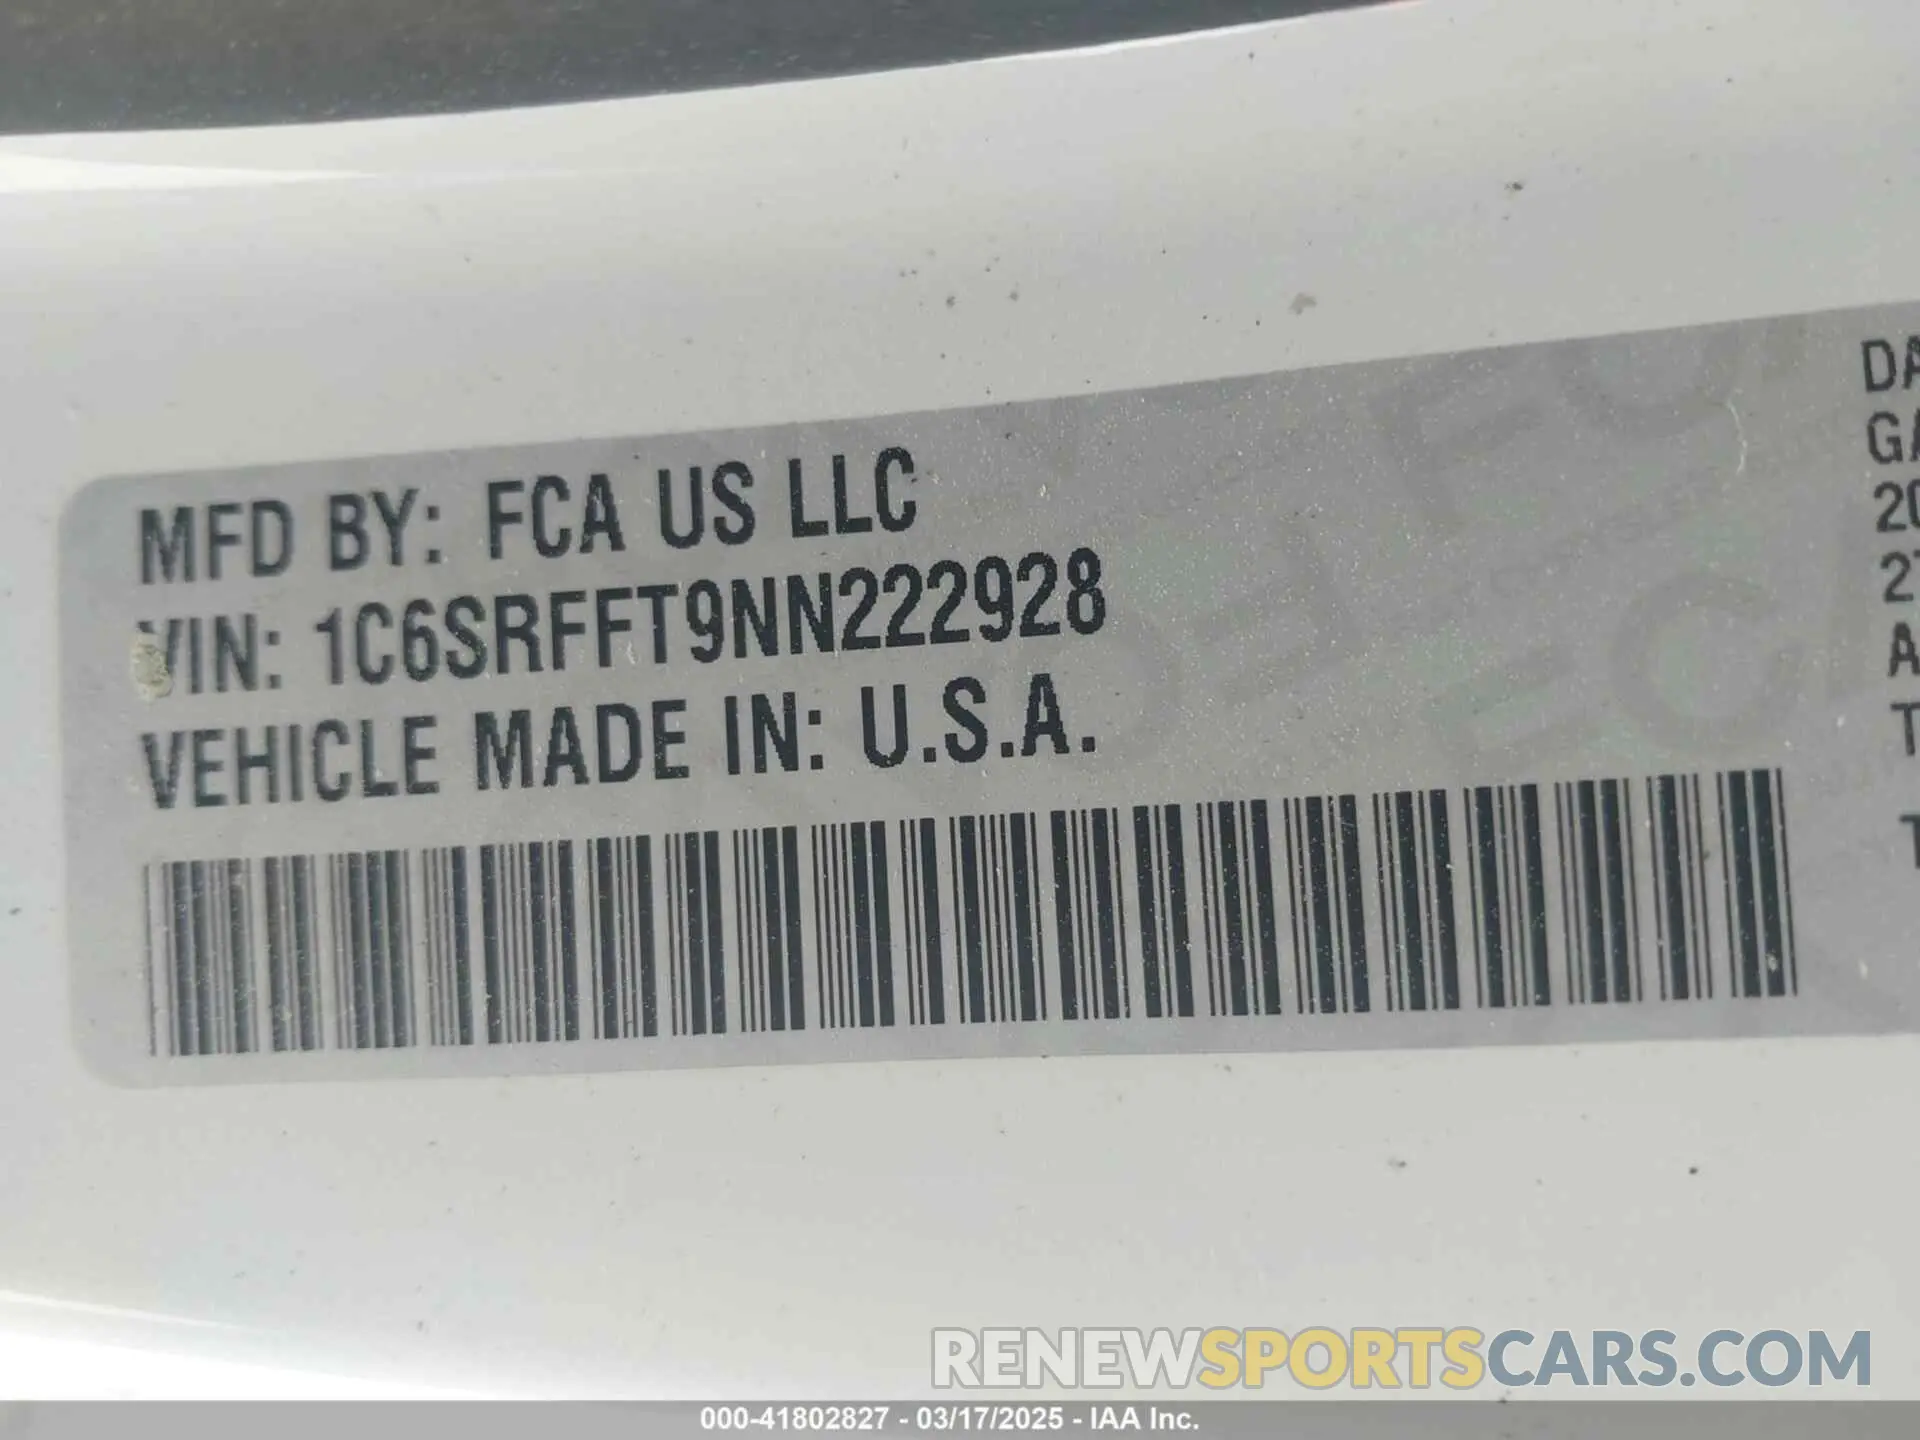 MFD BY: FCA US LLC
VIN: 1C6SRFFT9NN222928
VEHICLE MADE IN: U.S.A.
RENEWSPORTSCARS.COM
000-41802827 - 03/17/2025 - IAA Inc.